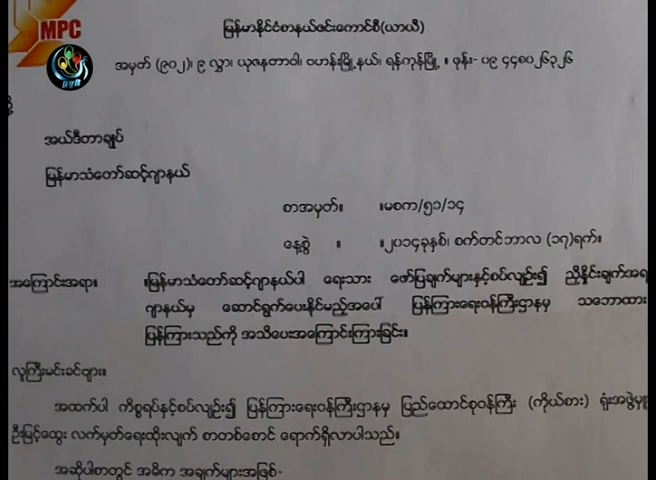 MPC
မြန်မာနိုင်ငံစာနယ်ဇင်းကောင်စီ(ယာယီ)
အမှတ် (၉၀၂)၊ ၉ လွှာ၊ ယုဇနတာဝါ၊ ဗဟန်းမြို့နယ်၊ ရန်ကုန်မြို့ ။ ဖုန်း- ၀၉ ၄၄၈၀၂၆၃၂၆
သို့
အယ်ဒီတာချုပ်
မြန်မာသံတော်ဆင့်ဂျာနယ်
စာအမှတ်။ ။မစက/၅၁/၁၄
နေ့စွဲ ။ ။၂၀၁၄ခုနှစ်၊ စက်တင်ဘာလ (၁၇)ရက်။
အကြောင်းအရာ။ ။မြန်မာသံတော်ဆင့်ဂျာနယ်ပါ ရေးသား ဖော်ပြချက်များနှင့်စပ်လျဉ်း၍ ညှိနှိုင်းချက်အရ
ဂျာနယ်မှ ဆောင်ရွက်ပေးနိုင်မည့်အပေါ် ပြန်ကြားရေးဝန်ကြီးဌာနမှ သဘောထား
ပြန်ကြားသည်ကို အသိပေးအကြောင်းကြားခြင်း။
လူကြီးမင်းခင်ဗျား။
အထက်ပါ ကိစ္စရပ်နှင့်စပ်လျဉ်း၍ ပြန်ကြားရေးဝန်ကြီးဌာနမှ ပြည်ထောင်စုဝန်ကြီး (ကိုယ်စား) ရုံးအဖွဲ့မှူး
ဦးမြင့်ထွေး လက်မှတ်ရေးထိုးလျက် စာတစ်စောင် ရောက်ရှိလာပါသည်။
အဆိုပါစာတွင် အဓိက အချက်များအဖြစ်-